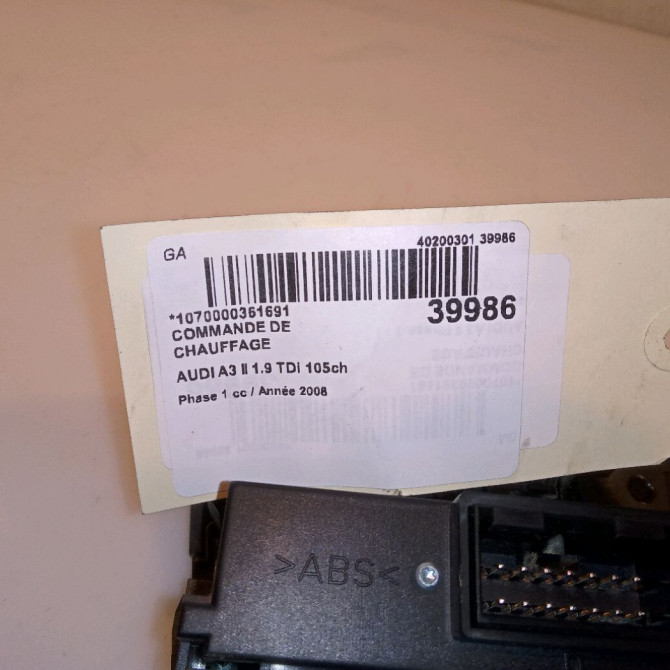 GA
40200301 39986
*1070000361691
39986
COMMANDE DE
CHAUFFAGE
AUDI A3 II 1.9 TDI 105ch
Phase 1 cc / Année 2008
>ABS<